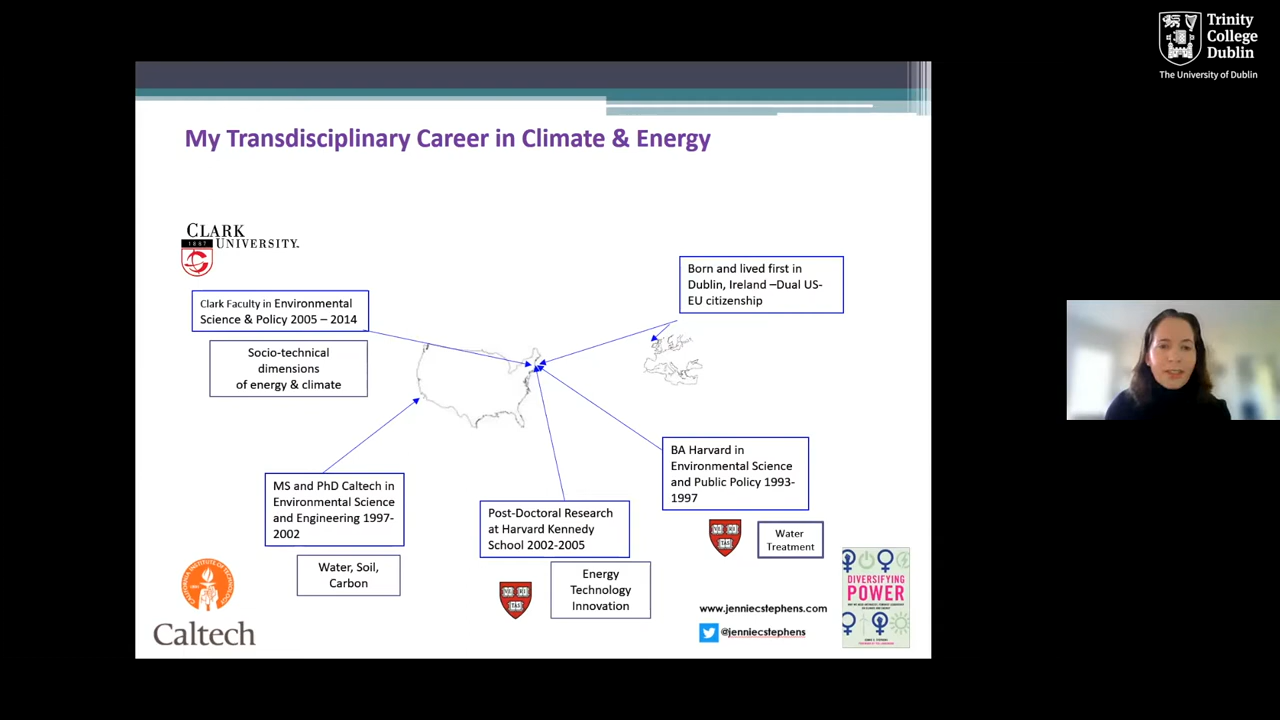 Trinity
College
Dublin
The University of Dublin
My Transdisciplinary Career in Climate & Energy
CLARK
1887 UNIVERSITY
Clark Faculty in Environmental
Science & Policy 2005 – 2014
Socio-technical
dimensions
of energy & climate
Born and lived first in
Dublin, Ireland –Dual US-
EU citizenship
MS and PhD Caltech in
Environmental Science
and Engineering 1997-
2002
Water, Soil,
Carbon
Caltech
Post-Doctoral Research
at Harvard Kennedy
School 2002-2005
Energy
Technology
Innovation
BA Harvard in
Environmental Science
and Public Policy 1993-
1997
Water
Treatment
www.jenniecstephens.com
@jenniecstephens
DIVERSIFYING
POWER